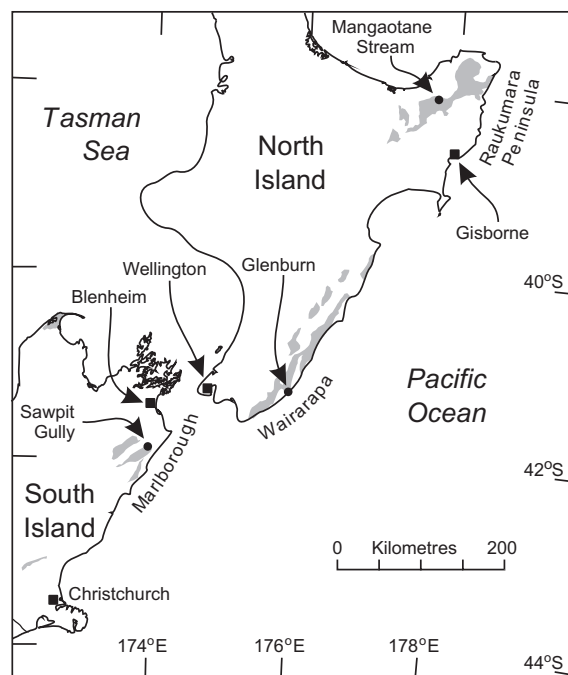 Mangaotane
Stream
Tasman
Sea
North
Island
Raukumara
Peninsula
Gisborne
Wellington
Glenburn
40°S
Blenheim
Pacific
Ocean
Wairarapa
Sawpit
Gully
Marlborough
42°S
South
Island
0 Kilometres 200
Christchurch
174°E 176°E 178°E
44°S